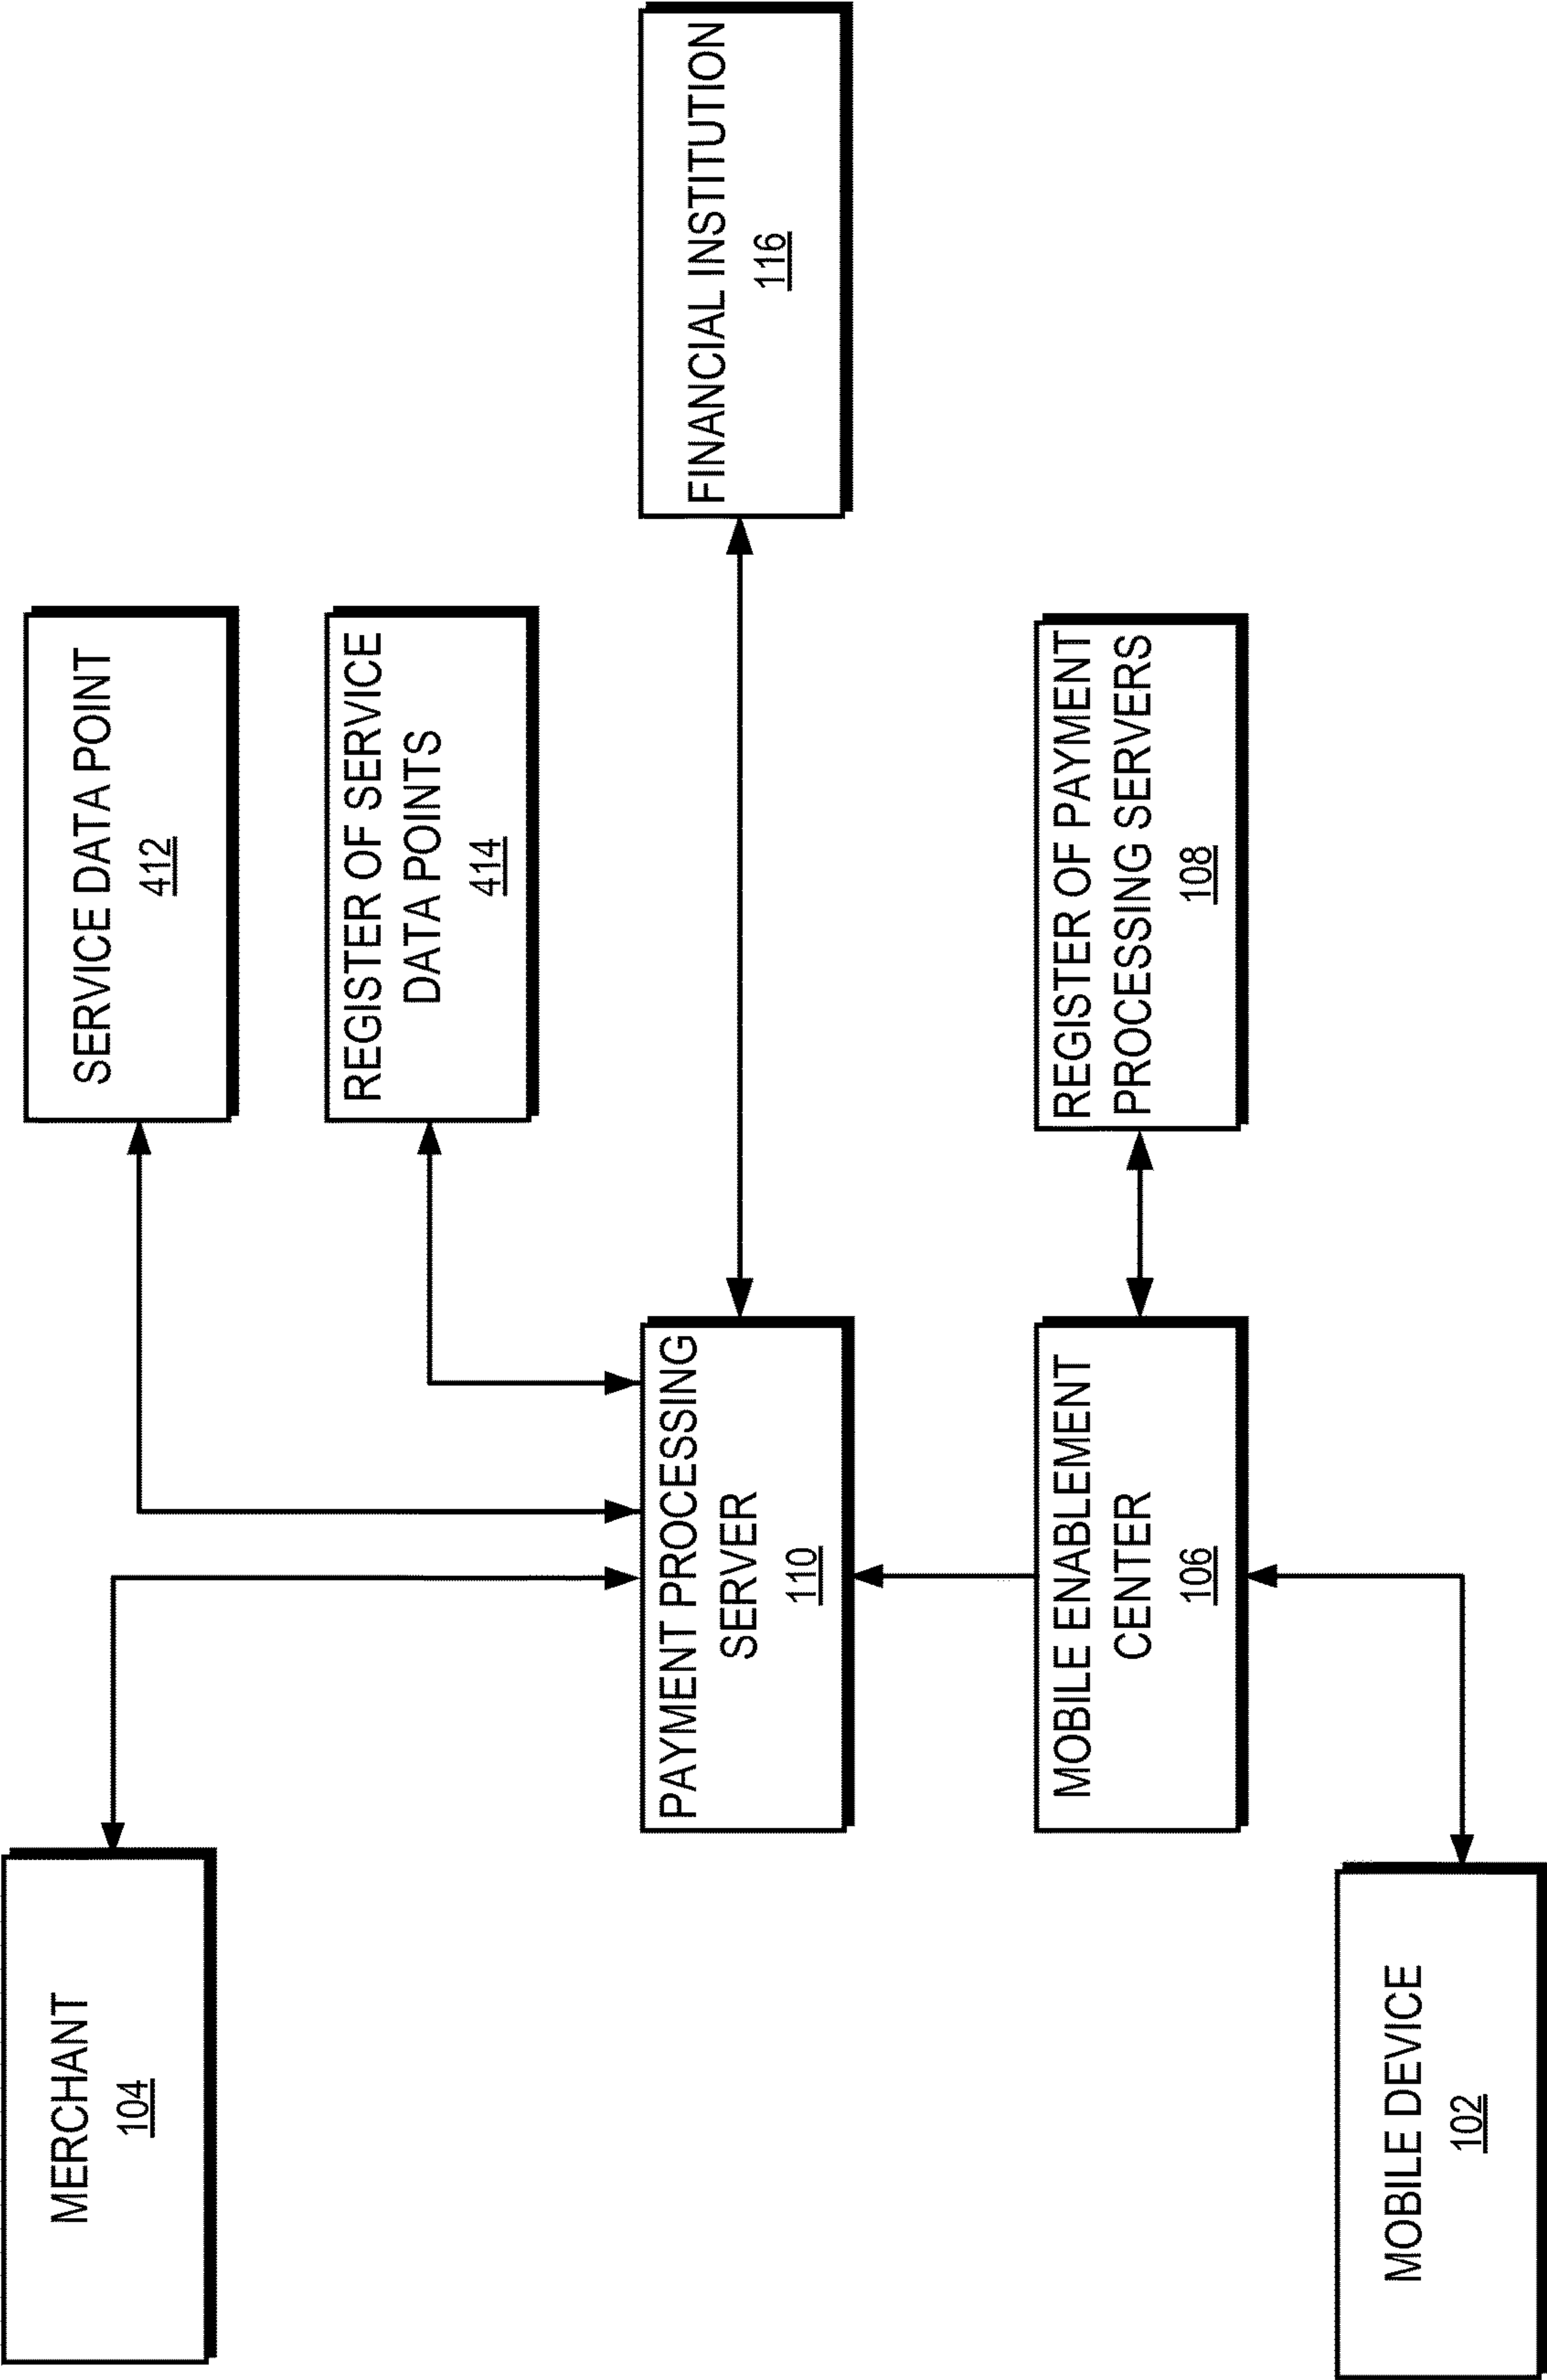 MERCHANT
104
SERVICE DATA POINT
412
REGISTER OF SERVICE
DATA POINTS
414
PAYMENT PROCESSING
SERVER
110
FINANCIAL INSTITUTION
116
MOBILE ENABLEMENT
CENTER
106
REGISTER OF PAYMENT
PROCESSING SERVERS
108
MOBILE DEVICE
102